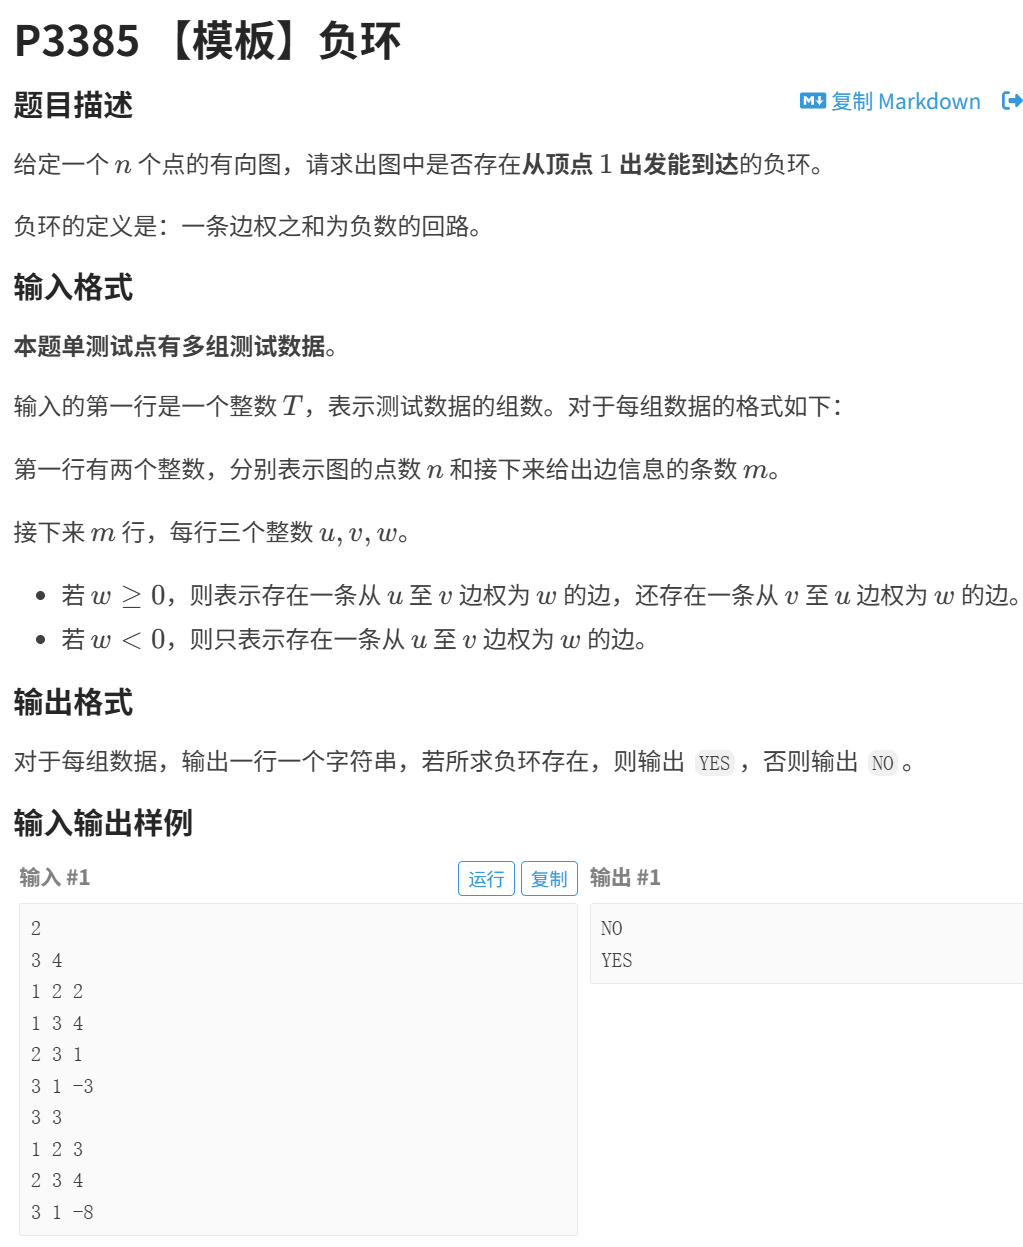 P3385 【模板】负环
题目描述
复制 Markdown
给定一个 n 个点的有向图，请求出图中是否存在从顶点 1 出发能到达的负环。
负环的定义是：一条边权之和为负数的回路。
输入格式
本题单测试点有多组测试数据。
输入的第一行是一个整数 T，表示测试数据的组数。对于每组数据的格式如下：
第一行有两个整数，分别表示图的点数 n 和接下来给出边信息的条数 m。
接下来 m 行，每行三个整数 u, v, w。
若 w ≥ 0，则表示存在一条从 u 至 v 边权为 w 的边，还存在一条从 v 至 u 边权为 w 的边。
若 w < 0，则只表示存在一条从 u 至 v 边权为 w 的边。
输出格式
对于每组数据，输出一行一个字符串，若所求负环存在，则输出 YES，否则输出 NO。
输入输出样例
输入 #1
运行 复制
2
3 4
1 2 2
1 3 4
2 3 1
3 1 -3
3 3
1 2 3
2 3 4
3 1 -8
输出 #1
NO
YES